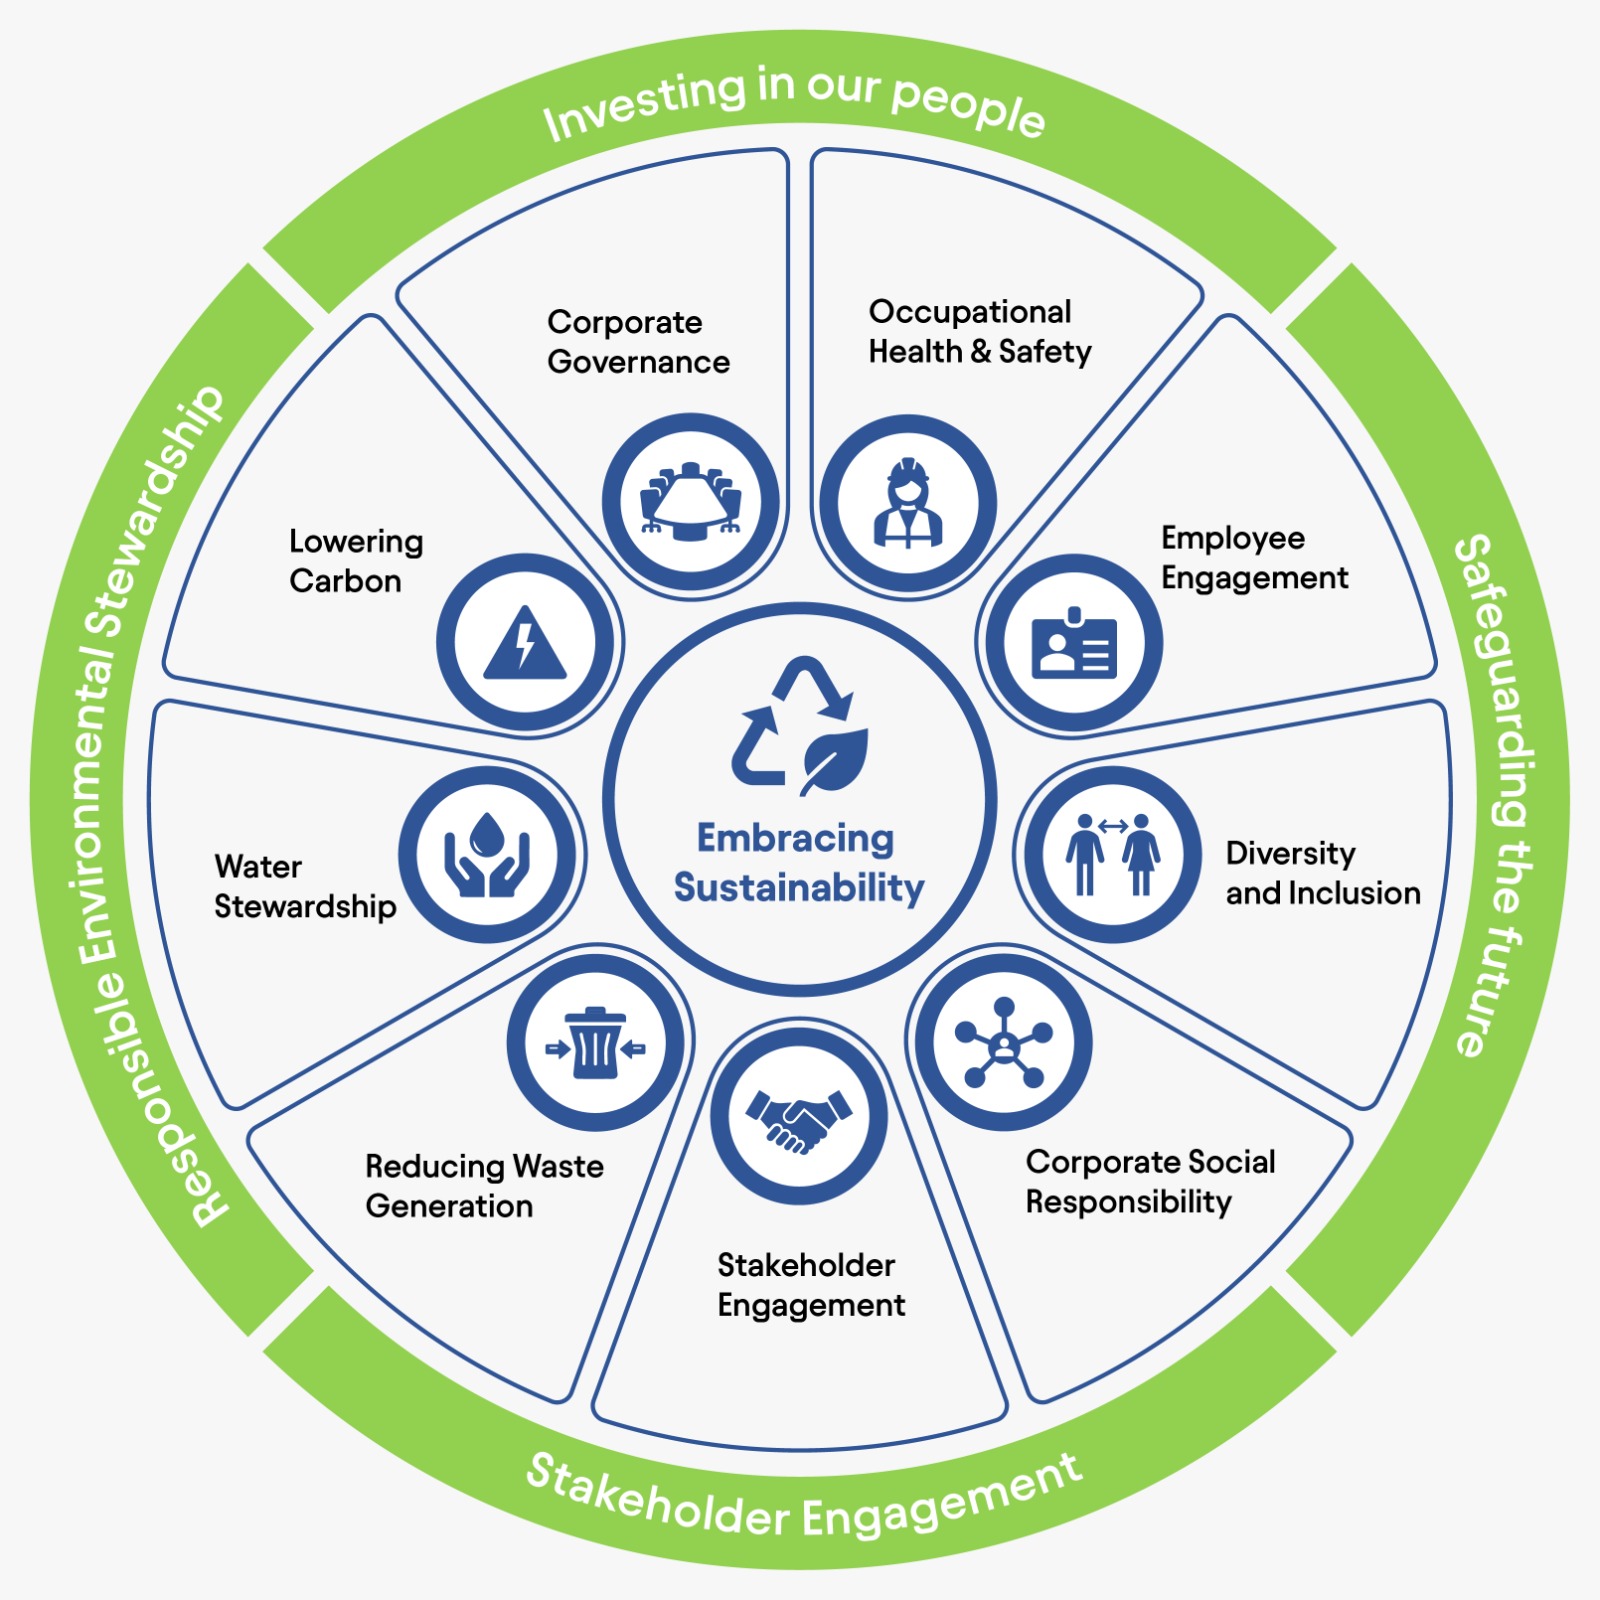 Investing in our people
Corporate
Governance
Occupational
Health & Safety
Lowering
Carbon
Employee
Engagement
Responsible Environmental Stewardship
Safeguarding the future
Embracing
Sustainability
Water
Stewardship
Diversity
and Inclusion
Reducing Waste
Generation
Corporate Social
Responsibility
Stakeholder
Engagement
Stakeholder Engagement